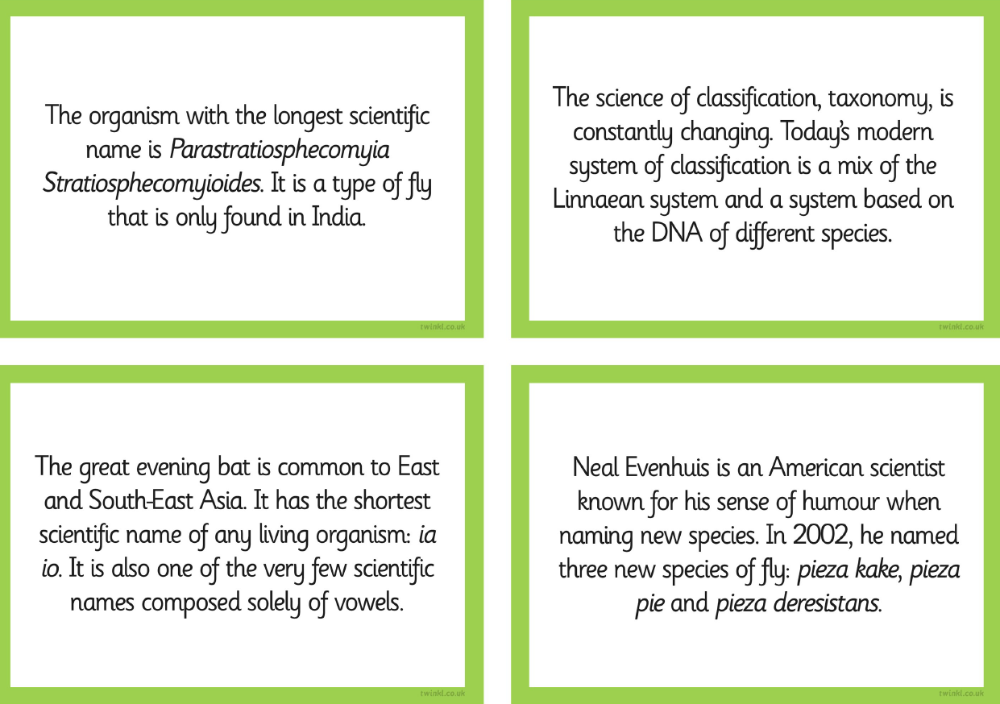 The organism with the longest scientific
name is Parastratiosphecomyia
Stratiosphecomyioides. It is a type of fly
that is only found in India.
twinkl.co.uk
The science of classification, taxonomy, is
constantly changing. Today's modern
system of classification is a mix of the
Linnaean system and a system based on
the DNA of different species.
twinkl.co.uk
The great evening bat is common to East
and South-East Asia. It has the shortest
scientific name of any living organism: ia
io. It is also one of the very few scientific
names composed solely of vowels.
twinkl.co.uk
Neal Evenhuis is an American scientist
known for his sense of humour when
naming new species. In 2002, he named
three new species of fly: pieza kake, pieza
pie and pieza deresistans.
twinkl.co.uk